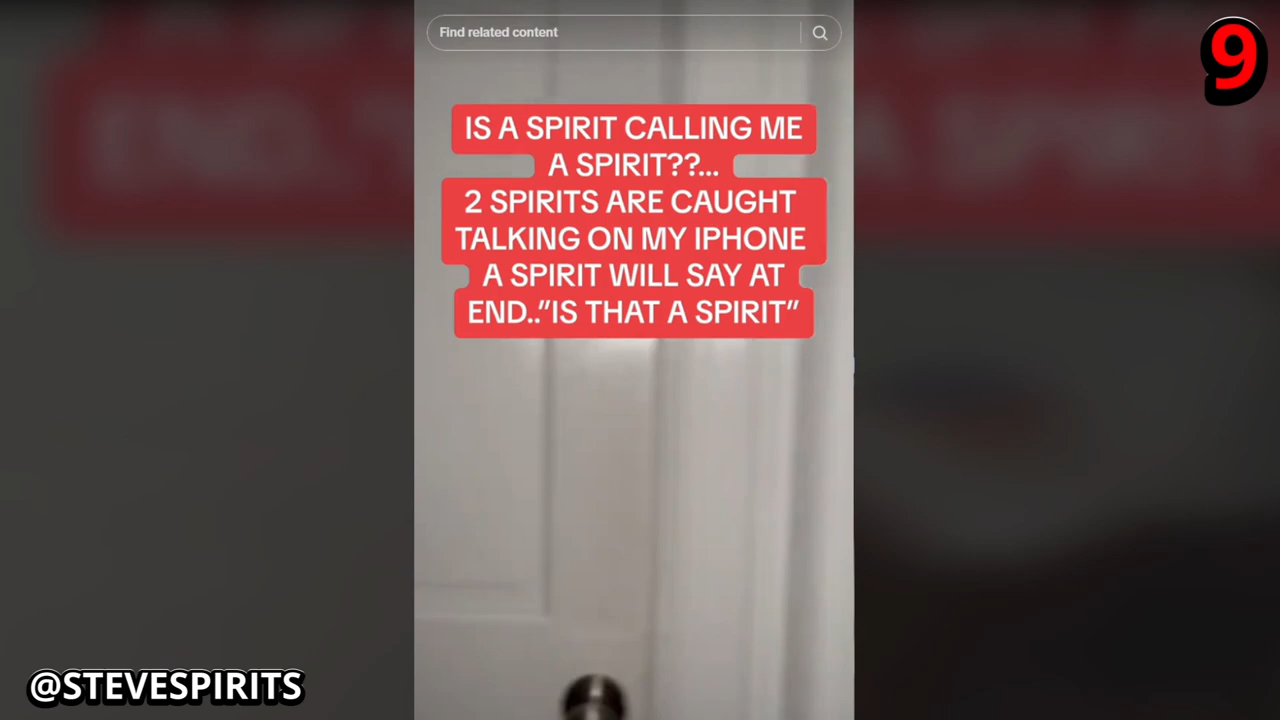 Find related content
9
IS A SPIRIT CALLING ME
A SPIRIT??...
2 SPIRITS ARE CAUGHT
TALKING ON MY IPHONE
A SPIRIT WILL SAY AT
END..”IS THAT A SPIRIT”
@STEVESPIRITS